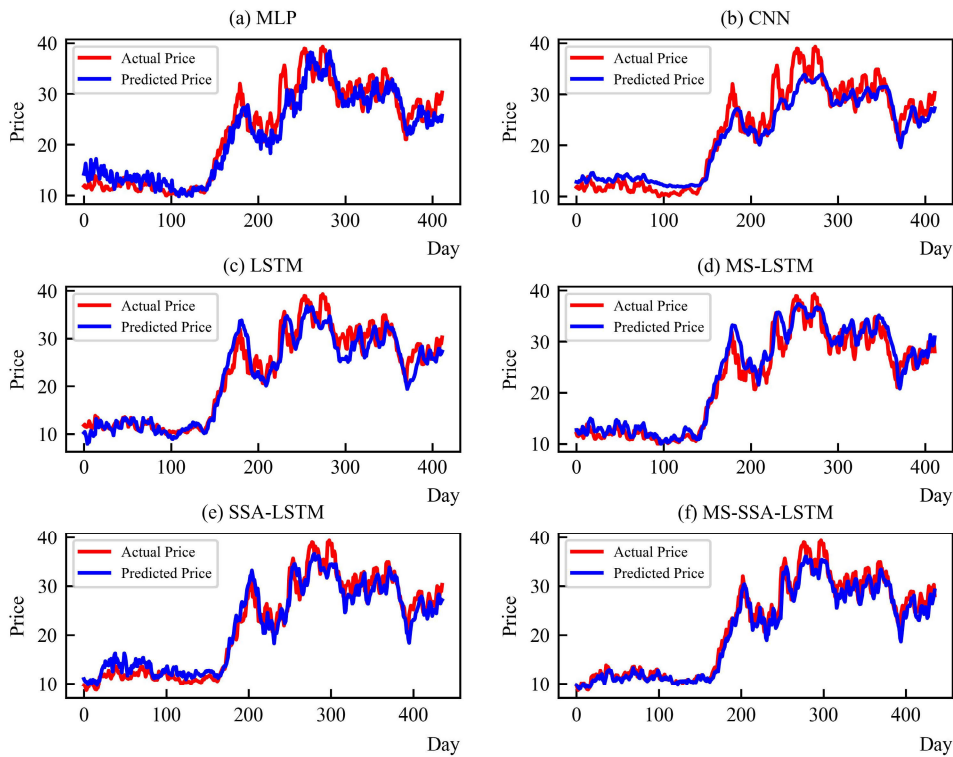 (a) MLP
40
30
20
10
Price
Actual Price
Predicted Price
0 100 200 300 400
Day
(b) CNN
40
30
20
10
Price
Actual Price
Predicted Price
0 100 200 300 400
Day
(c) LSTM
40
30
20
10
Price
Actual Price
Predicted Price
0 100 200 300 400
Day
(d) MS-LSTM
40
30
20
10
Price
Actual Price
Predicted Price
0 100 200 300 400
Day
(e) SSA-LSTM
40
30
20
10
Price
Actual Price
Predicted Price
0 100 200 300 400
Day
(f) MS-SSA-LSTM
40
30
20
10
Price
Actual Price
Predicted Price
0 100 200 300 400
Day